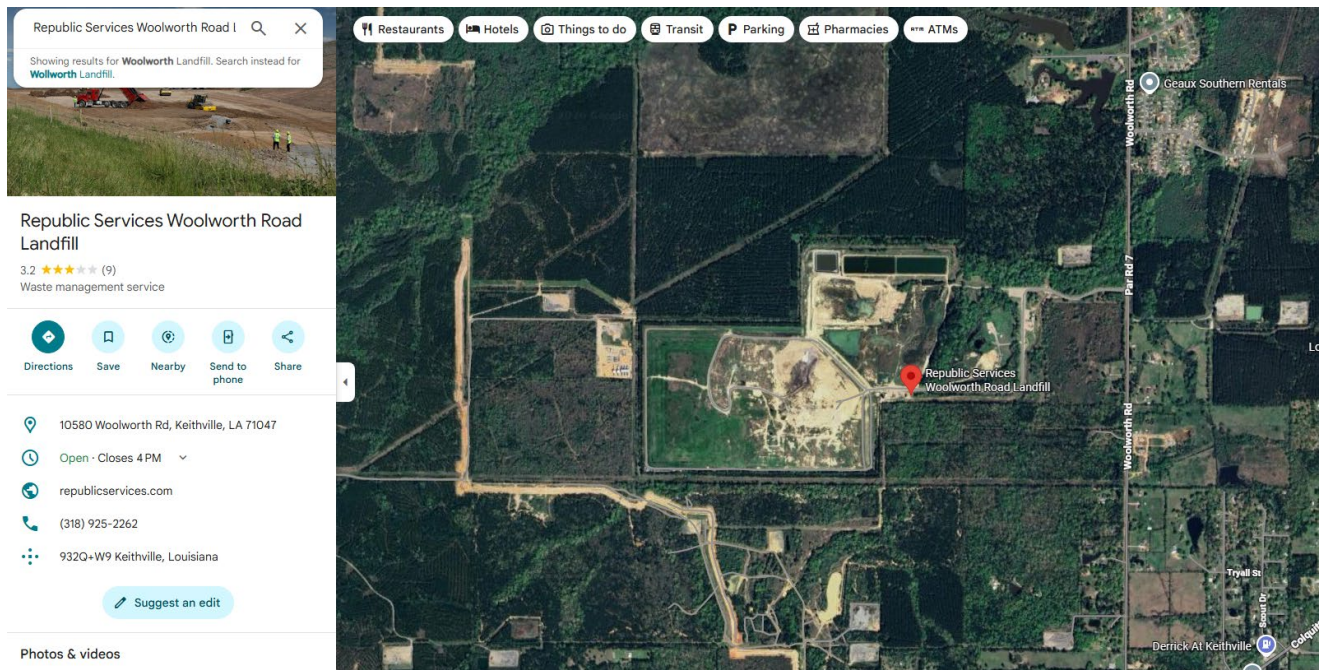 Republic Services Woolworth Road L
Showing results for Woolworth Landfill. Search instead for
Wollworth Landfill.
Republic Services Woolworth Road
Landfill
3.2 (9)
Waste management service
Directions
Save
Nearby
Send to
phone
Share
10580 Woolworth Rd, Keithville, LA 71047
Open · Closes 4 PM
republicservices.com
(318) 925-2262
932Q+W9 Keithville, Louisiana
Suggest an edit
Photos & videos
Restaurants
Hotels
Things to do
Transit
P Parking
Pharmacies
ATM ATMs
Woolworth Rd
Geaux Southern Rentals
Par Rd 7
Lo
Republic Services
Woolworth Road Landfill
Woolworth Rd
Tryall St
Scout Dr
Derrick At Keithville
Colquit